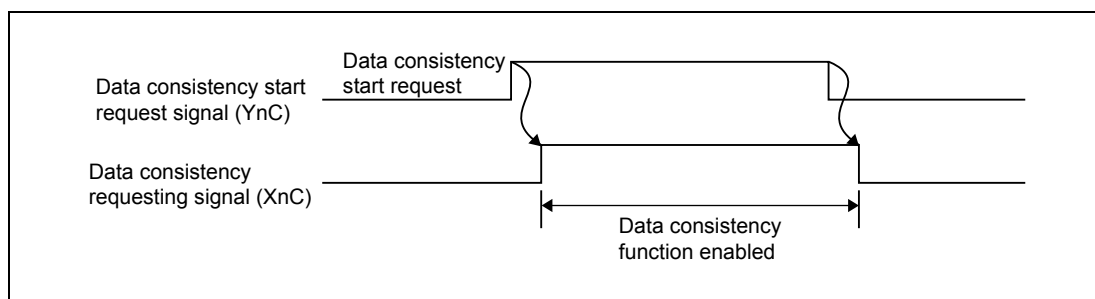 Data consistency
start request
Data consistency start
request signal (YnC)
Data consistency
requesting signal (XnC)
Data consistency
function enabled